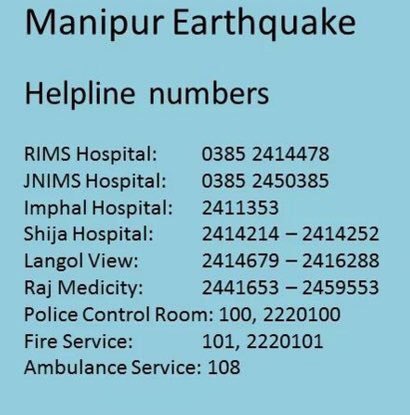 Manipur Earthquake
Helpline numbers
RIMS Hospital: 0385 2414478
JNIMS Hospital: 0385 2450385
Imphal Hospital: 2411353
Shija Hospital: 2414214 – 2414252
Langol View: 2414679 – 2416288
Raj Medicity: 2441653 – 2459553
Police Control Room: 100, 2220100
Fire Service: 101, 2220101
Ambulance Service: 108